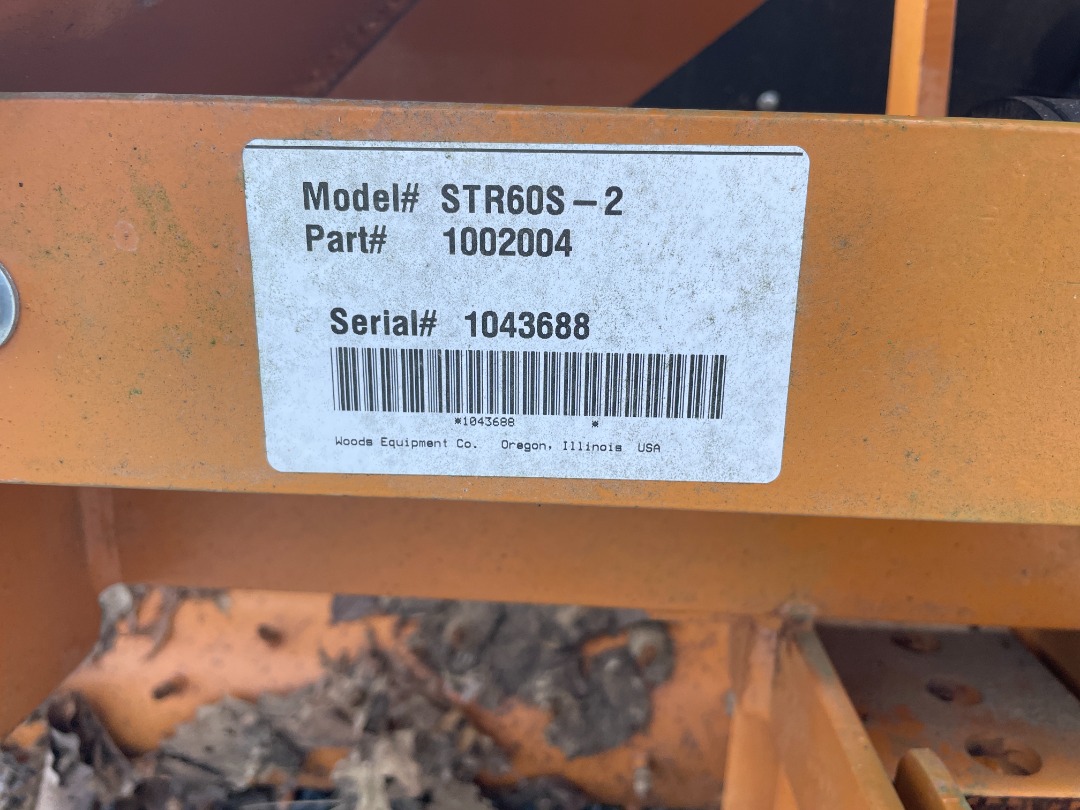 Model# STR60S-2
Part# 1002004
Serial# 1043688
*1043688 *
Woods Equipment Co. Oregon, Illinois USA